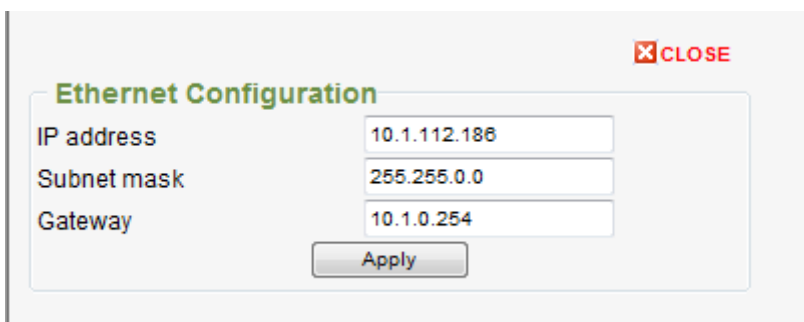 CLOSE
Ethernet Configuration
IP address 10.1.112.186
Subnet mask 255.255.0.0
Gateway 10.1.0.254
Apply